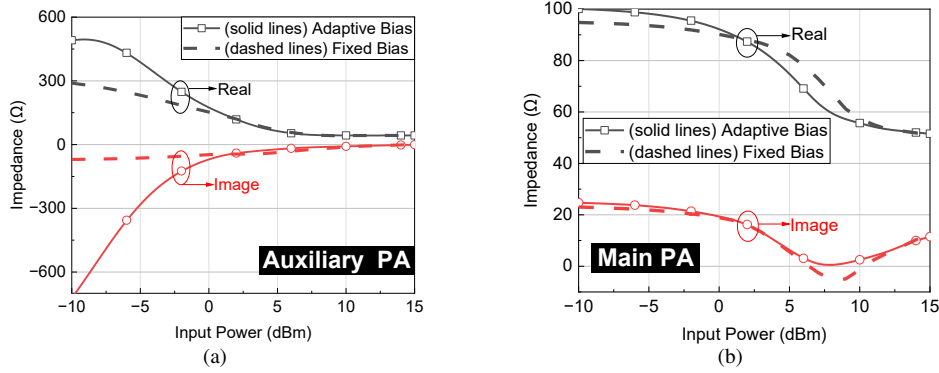 600
300
0
−300
−600
Impedance (Ω)
(solid lines) Adaptive Bias
(dashed lines) Fixed Bias
Real
Image
Auxiliary PA
−10 −5 0 5 10 15
Input Power (dBm)
(a)
100
80
60
40
20
0
Impedance (Ω)
Real
(solid lines) Adaptive Bias
(dashed lines) Fixed Bias
Image
Main PA
−10 −5 0 5 10 15
Input Power (dBm)
(b)